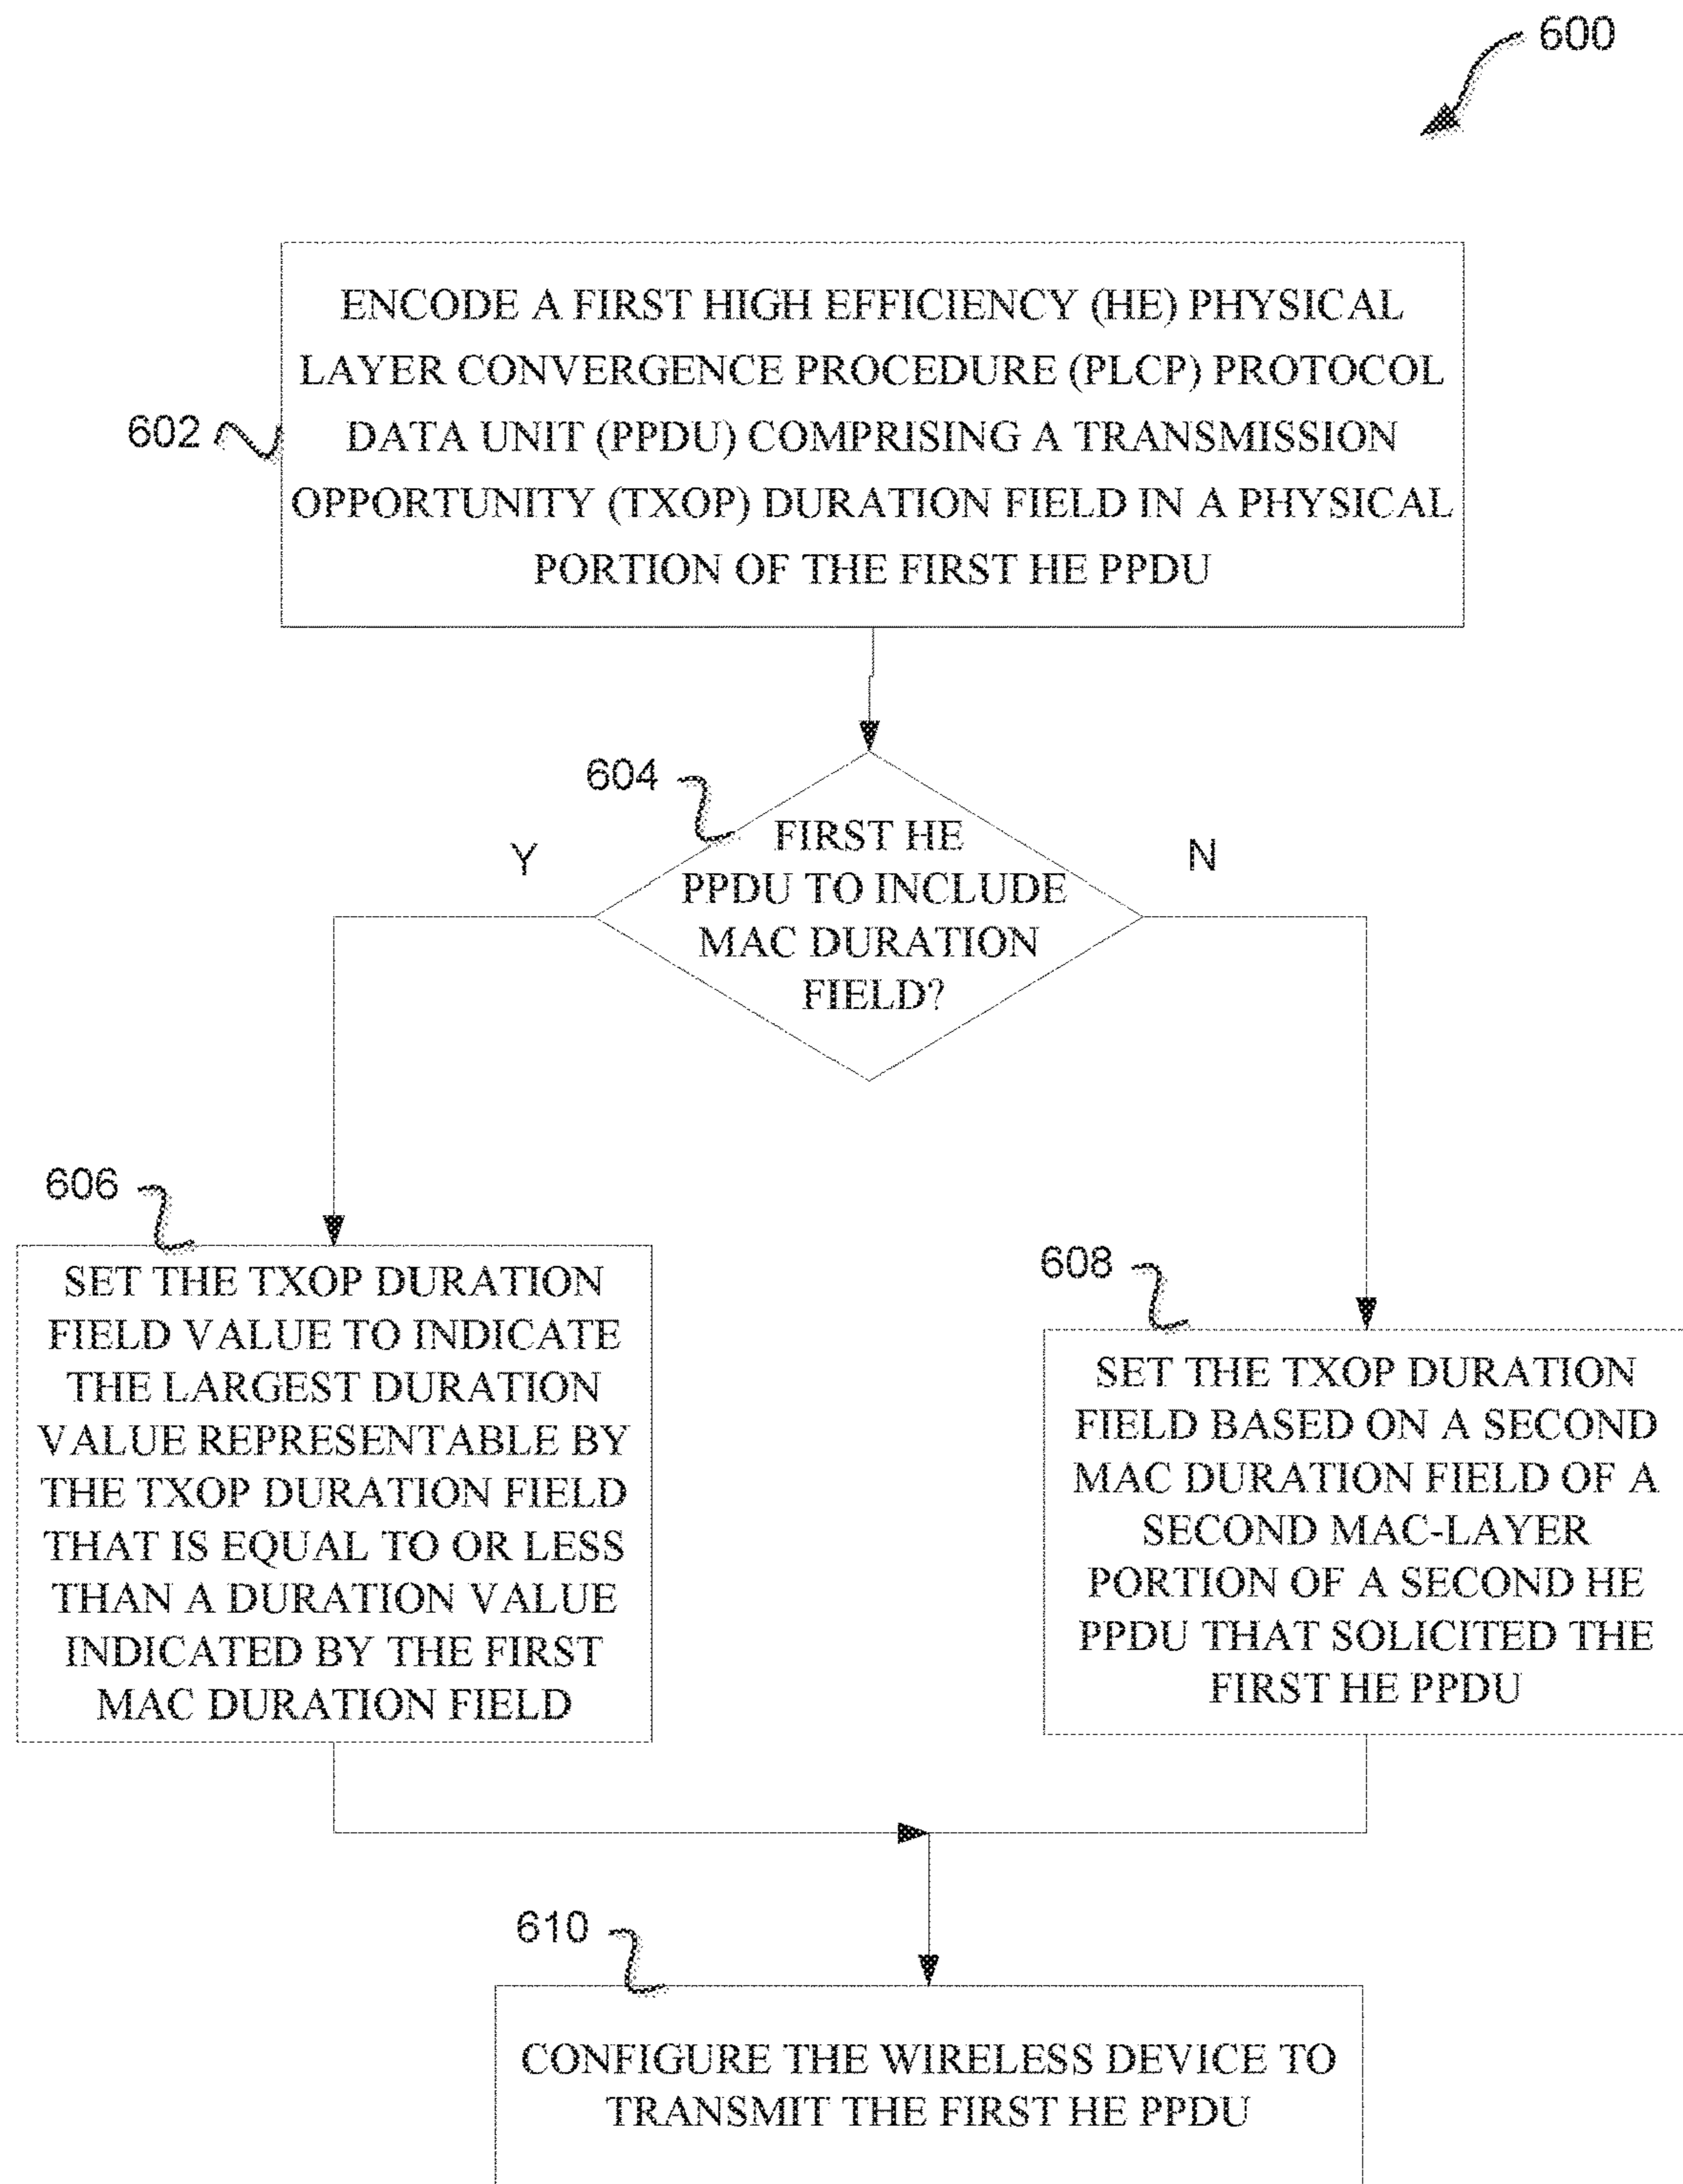 600
ENCODE A FIRST HIGH EFFICIENCY (HE) PHYSICAL
LAYER CONVERGENCE PROCEDURE (PLCP) PROTOCOL
602
DATA UNIT (PPDU) COMPRISING A TRANSMISSION
OPPORTUNITY (TXOP) DURATION FIELD IN A PHYSICAL
PORTION OF THE FIRST HE PPDU
604
FIRST HE
PPDU TO INCLUDE
MAC DURATION
FIELD?
Y
N
606
SET THE TXOP DURATION
FIELD VALUE TO INDICATE
THE LARGEST DURATION
VALUE REPRESENTABLE BY
THE TXOP DURATION FIELD
THAT IS EQUAL TO OR LESS
THAN A DURATION VALUE
INDICATED BY THE FIRST
MAC DURATION FIELD
608
SET THE TXOP DURATION
FIELD BASED ON A SECOND
MAC DURATION FIELD OF A
SECOND MAC-LAYER
PORTION OF A SECOND HE
PPDU THAT SOLICITED THE
FIRST HE PPDU
610
CONFIGURE THE WIRELESS DEVICE TO
TRANSMIT THE FIRST HE PPDU